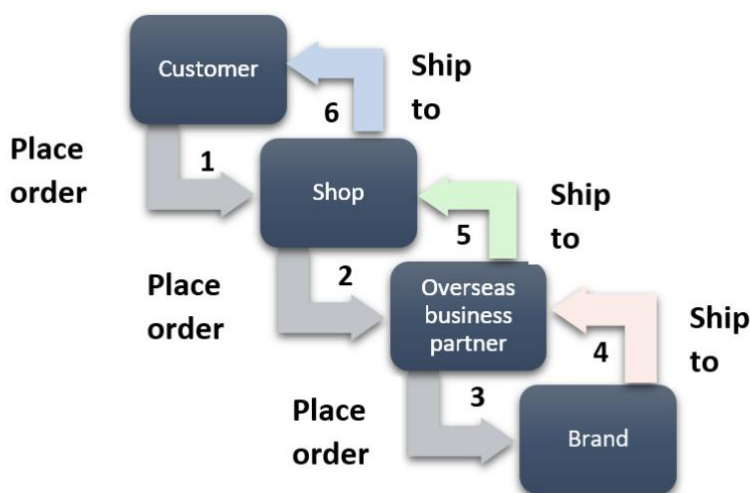 Customer
Ship
to
6
Place
order
1
Shop
Ship
to
5
Place
order
2
Overseas
business
partner
Ship
to
4
Place
order
3
Brand